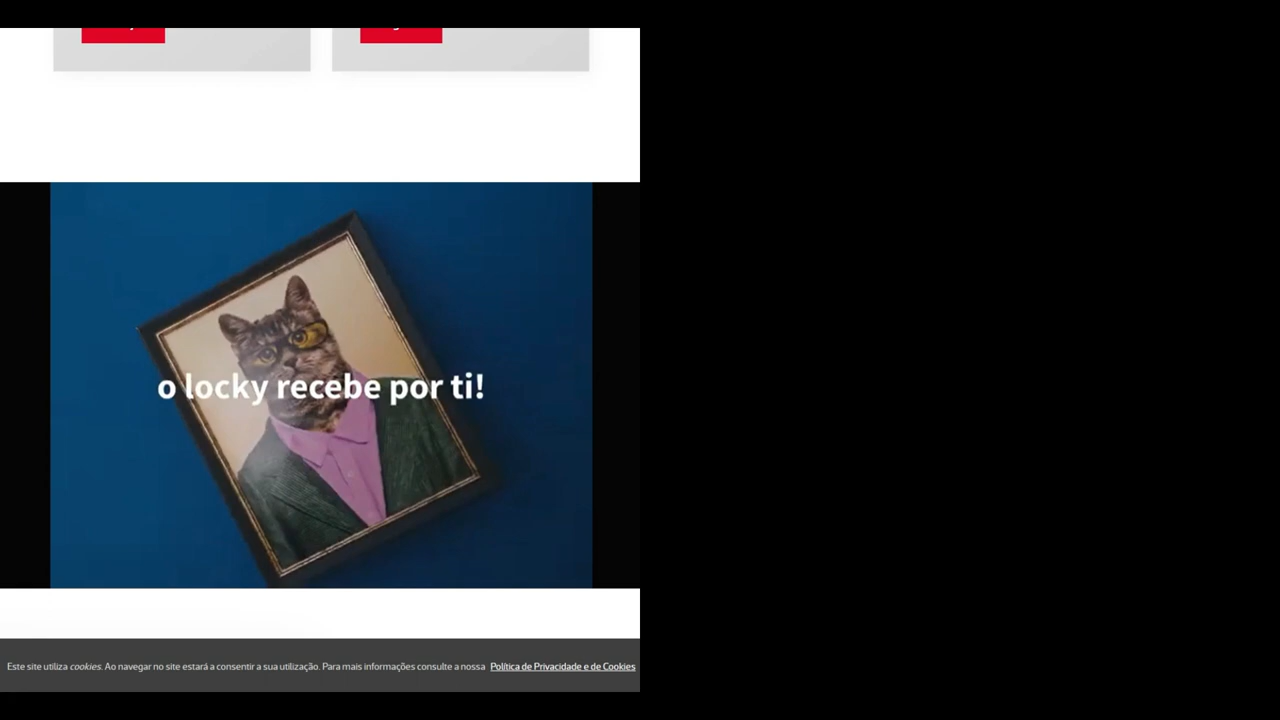 o locky recebe por ti!
Este site utiliza cookies. Ao navegar no site estará a consentir a sua utilização. Para mais informações consulte a nossa Política de Privacidade e de Cookies